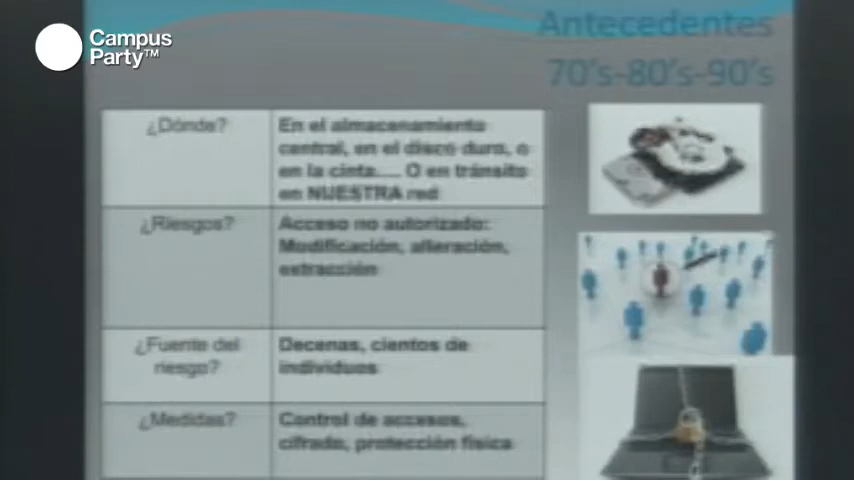 Campus
Party™
Antecedentes
70's-80's-90's
¿Dónde?
En el almacenamiento
central, en el disco duro, o
en la cinta.... O en tránsito
en NUESTRA red
¿Riesgos?
Acceso no autorizado:
Modificación, alteración,
extracción
¿Fuente del
riesgo?
Decenas, cientos de
individuos
¿Medidas?
Control de accesos,
cifrado, protección física